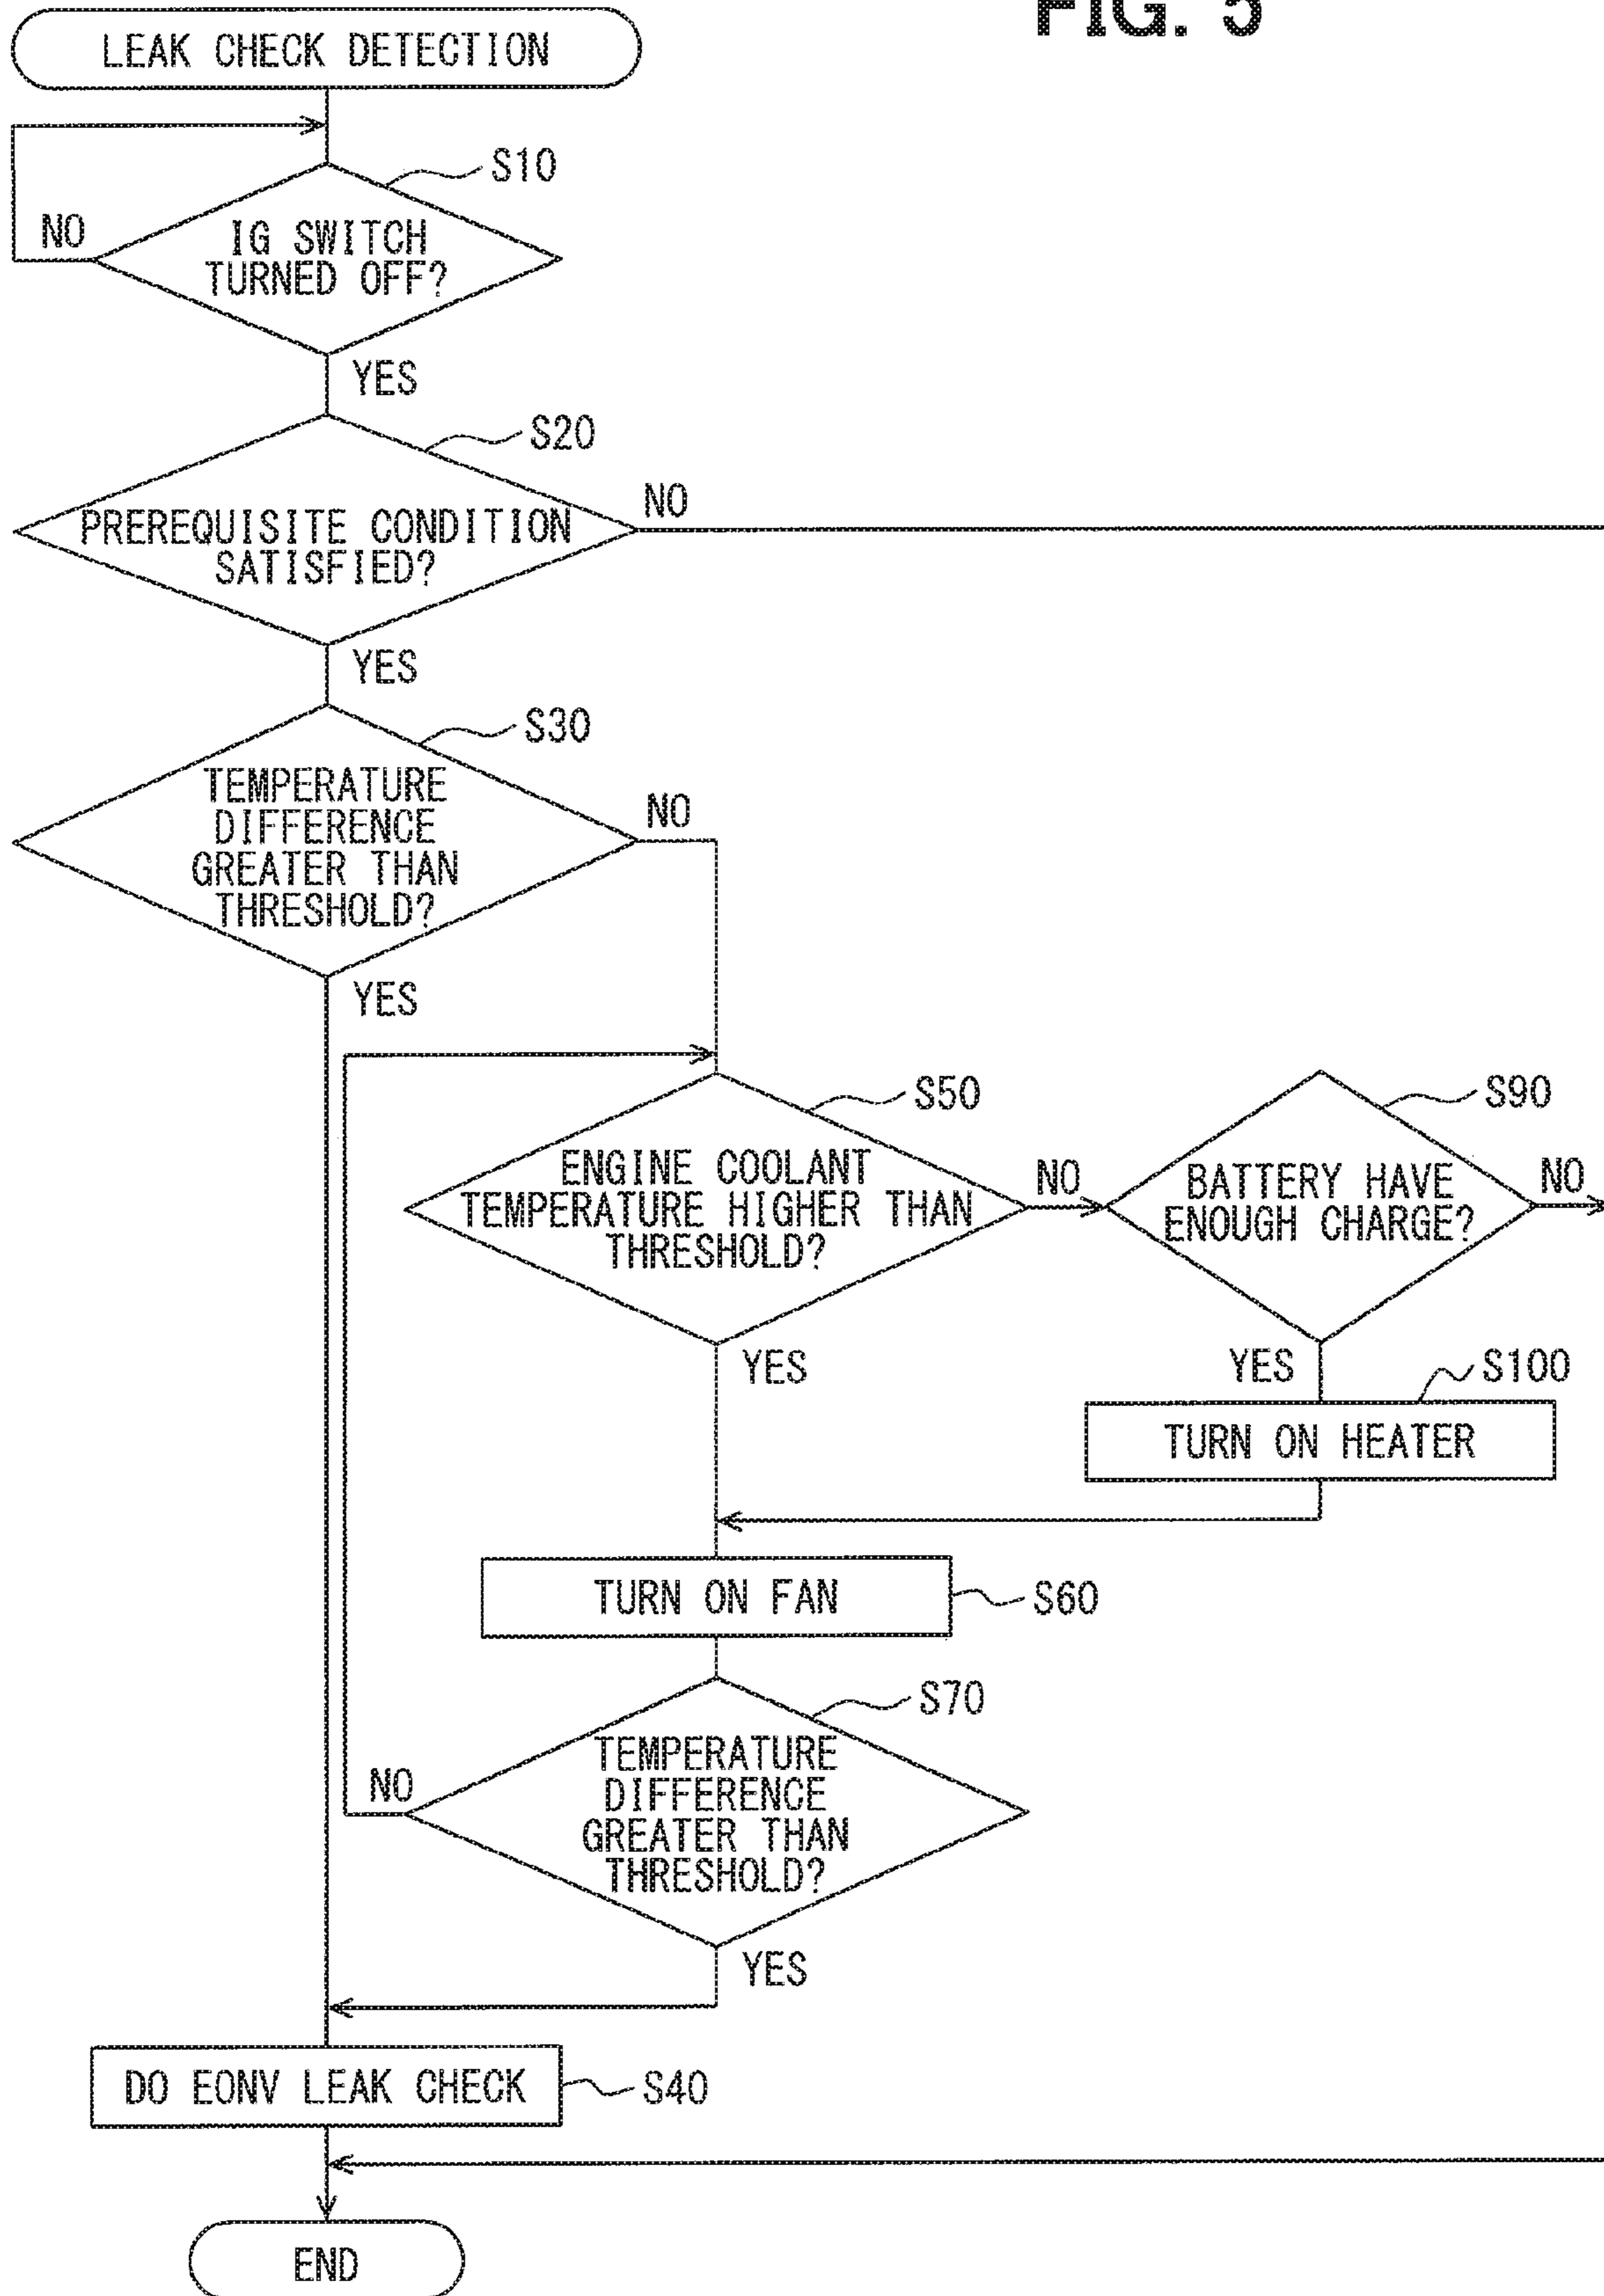 FIG. 5
LEAK CHECK DETECTION
S10
NO
IG SWITCH
TURNED OFF?
YES
S20
NO
PREREQUISITE CONDITION
SATISFIED?
YES
S30
NO
TEMPERATURE
DIFFERENCE
GREATER THAN
THRESHOLD?
YES
S50
ENGINE COOLANT
TEMPERATURE HIGHER THAN
THRESHOLD?
NO
YES
S90
BATTERY HAVE
ENOUGH CHARGE?
NO
YES
S100
TURN ON HEATER
TURN ON FAN
S60
S70
TEMPERATURE
DIFFERENCE
GREATER THAN
THRESHOLD?
NO
YES
DO EONV LEAK CHECK
S40
END